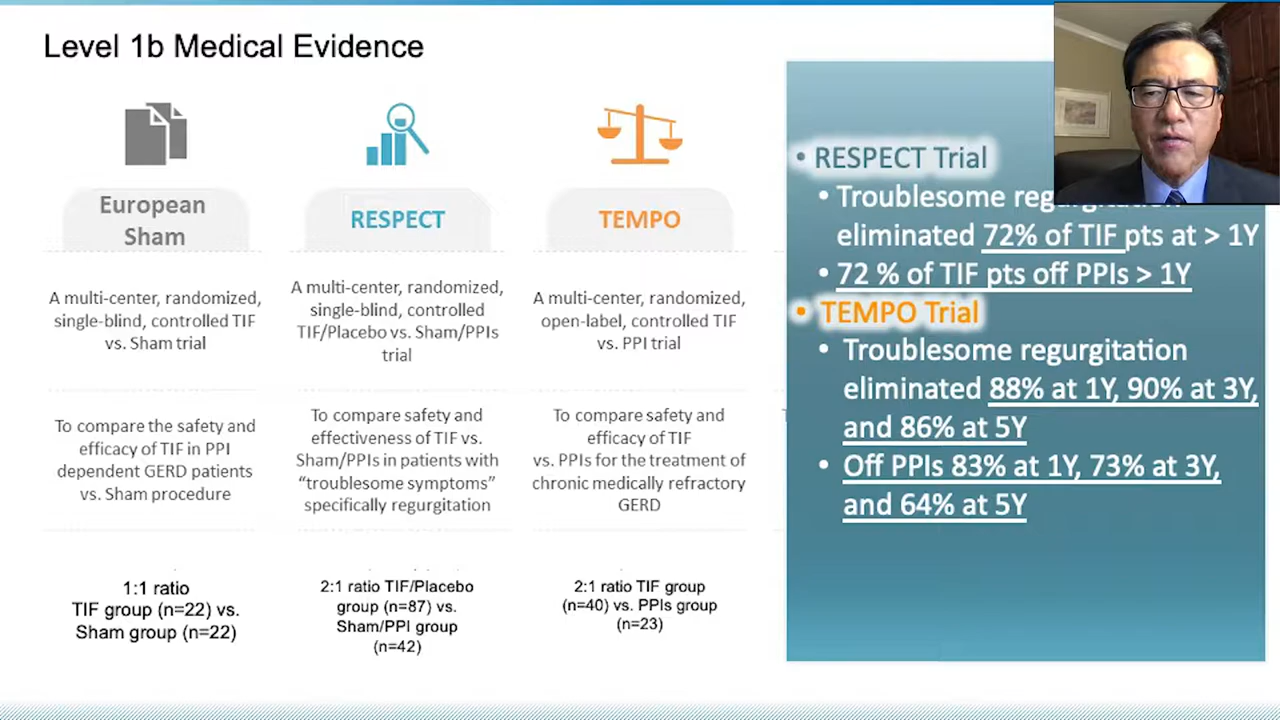 Level 1b Medical Evidence
European
Sham
A multi-center, randomized,
single-blind, controlled TIF
vs. Sham trial
To compare the safety and
efficacy of TIF in PPI
dependent GERD patients
vs. Sham procedure
1:1 ratio
TIF group (n=22) vs.
Sham group (n=22)
RESPECT
A multi-center, randomized,
single-blind, controlled
TIF/Placebo vs. Sham/PPIs
trial
To compare safety and
effectiveness of TIF vs.
Sham/PPIs in patients with
“troublesome symptoms”
specifically regurgitation
2:1 ratio TIF/Placebo
group (n=87) vs.
Sham/PPI group
(n=42)
TEMPO
A multi-center, randomized,
open-label, controlled TIF
vs. PPI trial
To compare safety and
efficacy of TIF
vs. PPIs for the treatment of
chronic medically refractory
GERD
2:1 ratio TIF group
(n=40) vs. PPIs group
(n=23)
• RESPECT Trial
• Troublesome regurgitation
eliminated 72% of TIF pts at > 1Y
• 72 % of TIF pts off PPIs > 1Y
• TEMPO Trial
• Troublesome regurgitation
eliminated 88% at 1Y, 90% at 3Y,
and 86% at 5Y
• Off PPIs 83% at 1Y, 73% at 3Y,
and 64% at 5Y